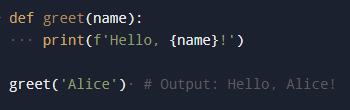 def greet(name):
    print(f'Hello, {name}!')

greet('Alice')  # Output: Hello, Alice!